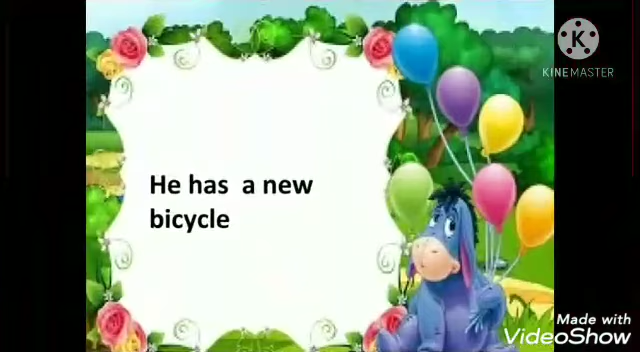 He has a new
bicycle
K
KINEMASTER
Made with
VideoShow